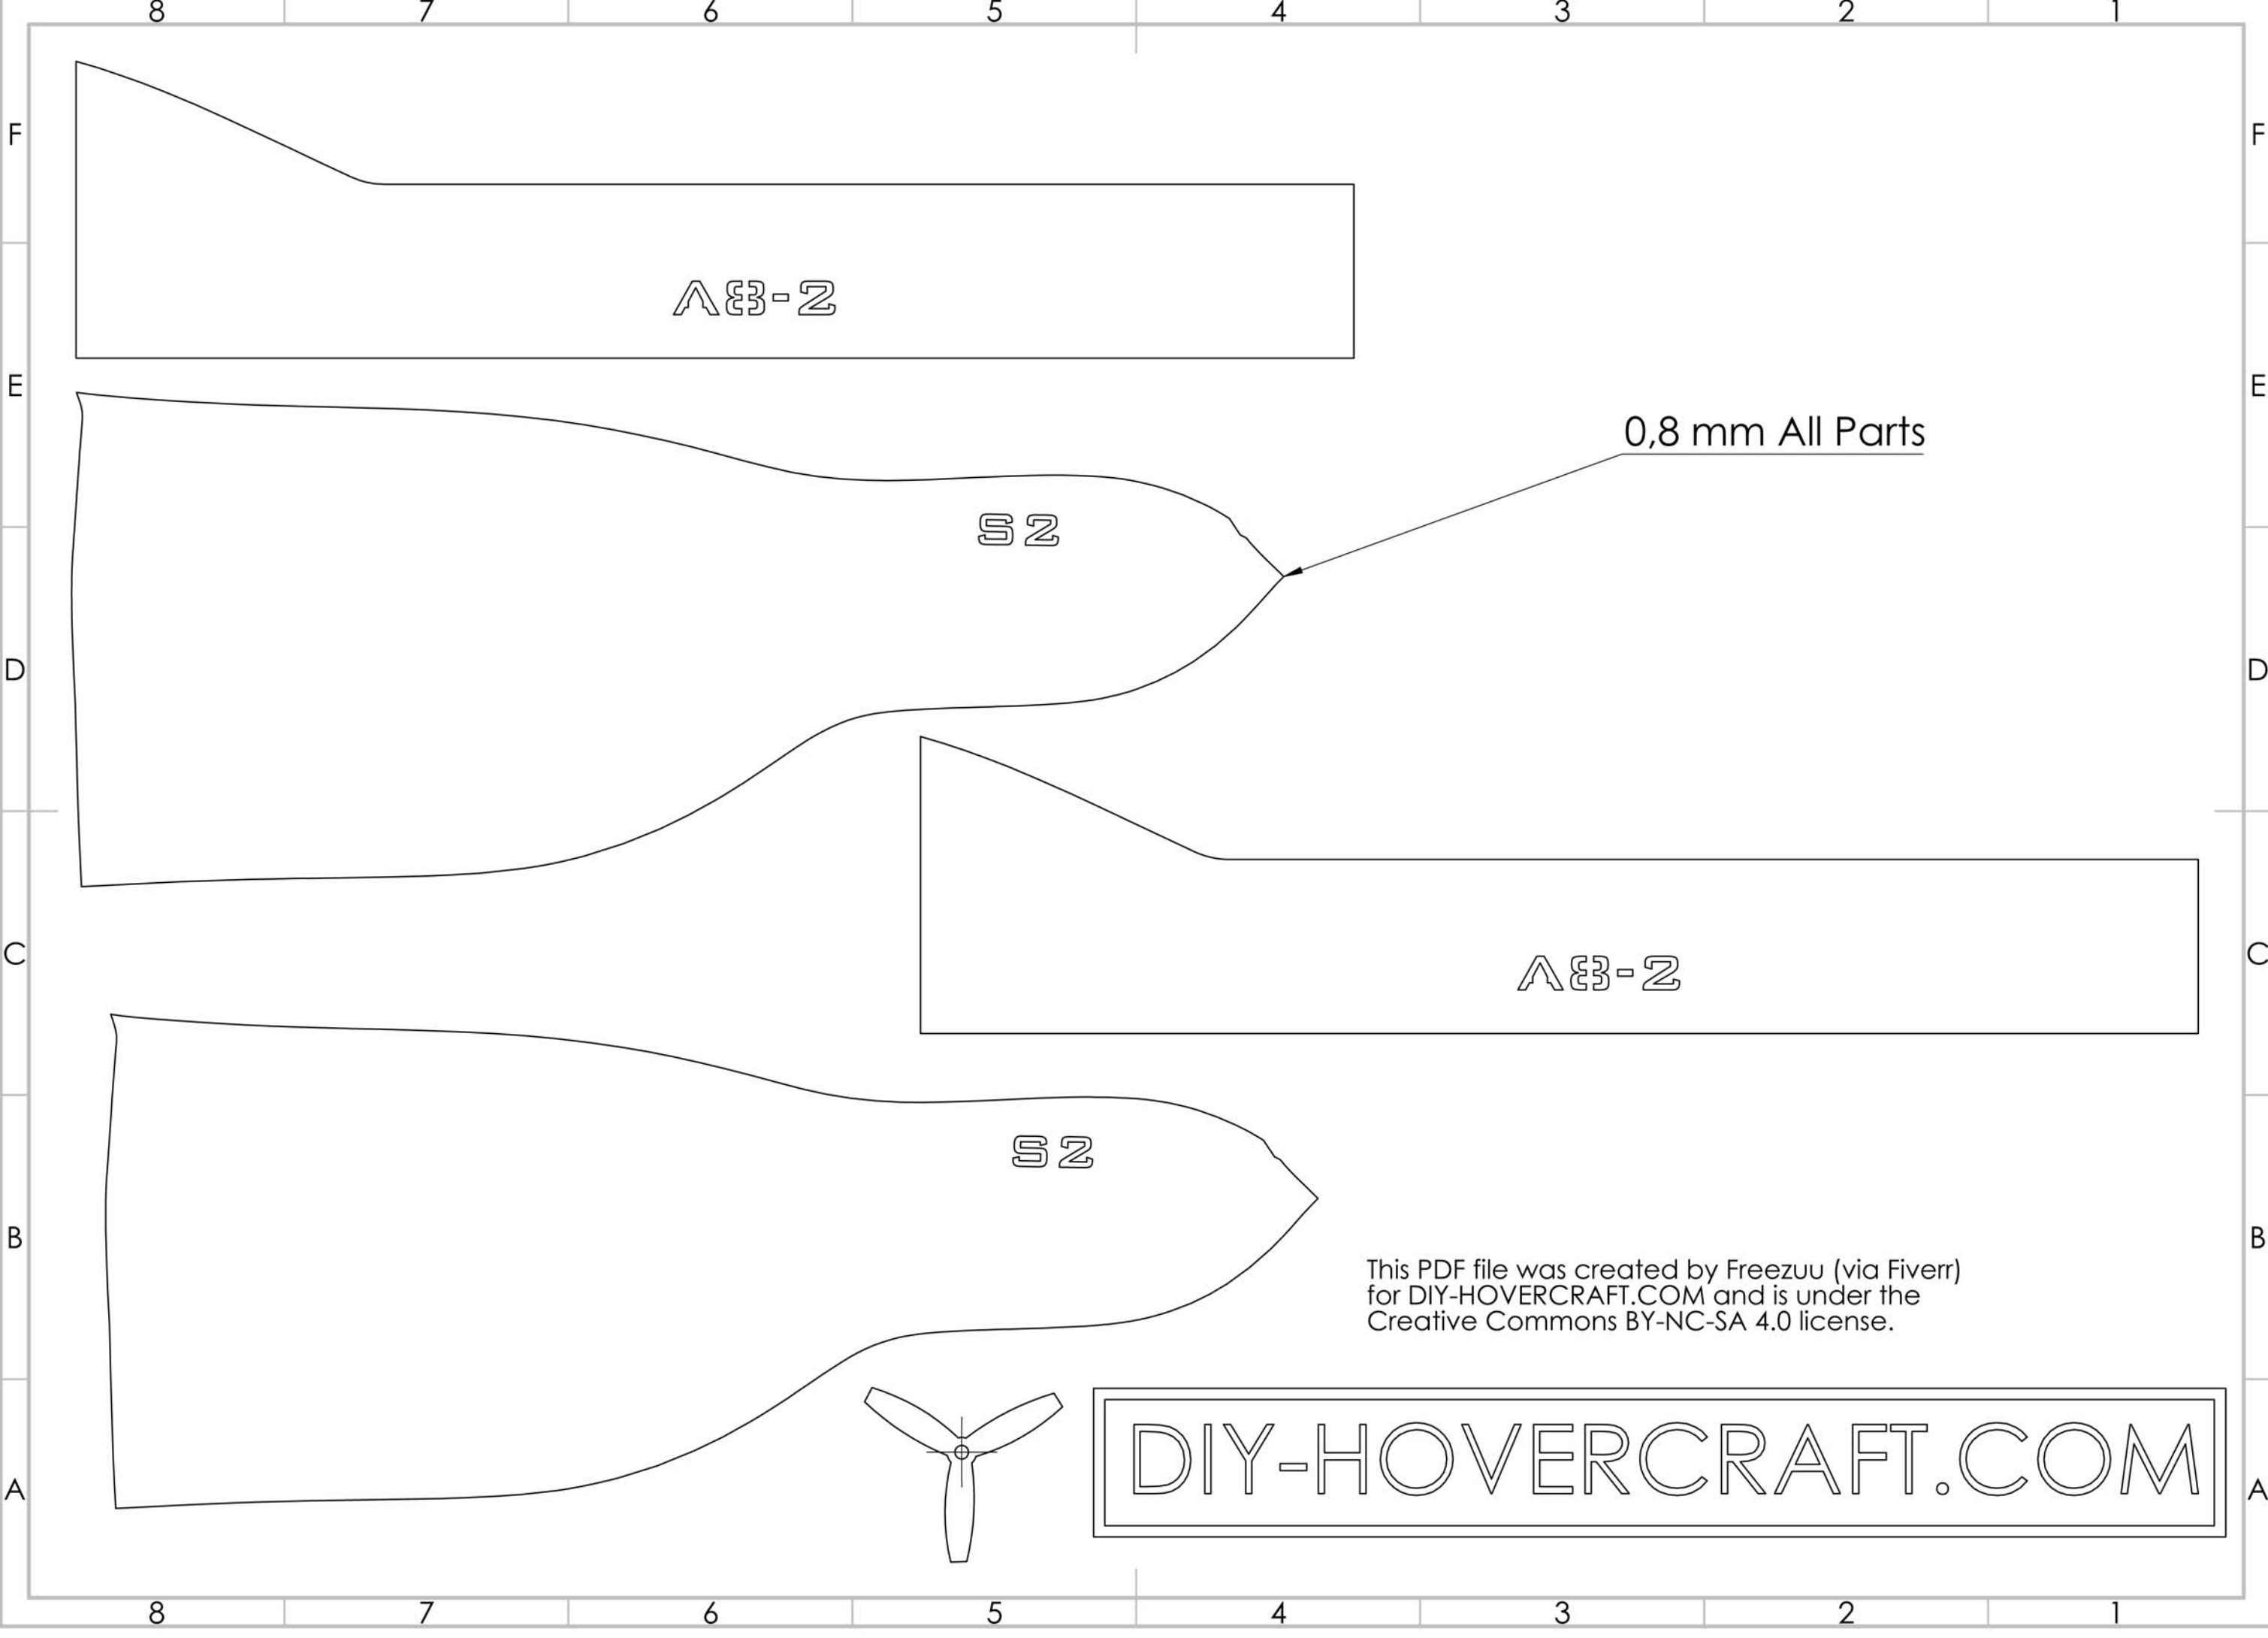 8 7 6 5 4 3 2 1
F F
A8-2
E E
0,8 mm All Parts
S2
D D
A8-2
C C
S2
B B
This PDF file was created by Freezuu (via Fiverr)
for DIY-HOVERCRAFT.COM and is under the
Creative Commons BY-NC-SA 4.0 license.
DIY-HOVERCRAFT.COM
A A
8 7 6 5 4 3 2 1